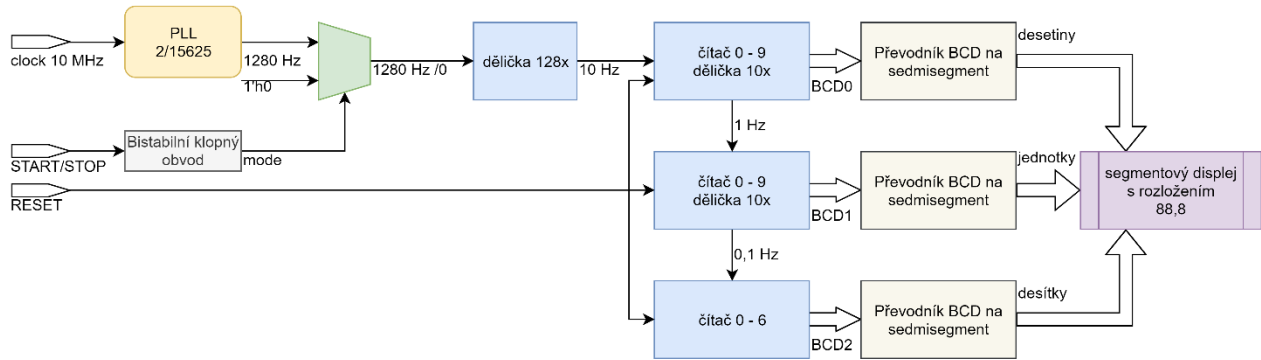 PLL
2/15625
clock 10 MHz
1280 Hz
1'h0
1280 Hz /0
dělička 128x
10 Hz
čítač 0 - 9
dělička 10x
BCD0
Převodník BCD na
sedmisegment
desetiny
START/STOP
Bistabilní klopný
obvod
mode
1 Hz
RESET
čítač 0 - 9
dělička 10x
BCD1
Převodník BCD na
sedmisegment
jednotky
segmentový displej
s rozložením
88,8
0,1 Hz
čítač 0 - 6
BCD2
Převodník BCD na
sedmisegment
desítky